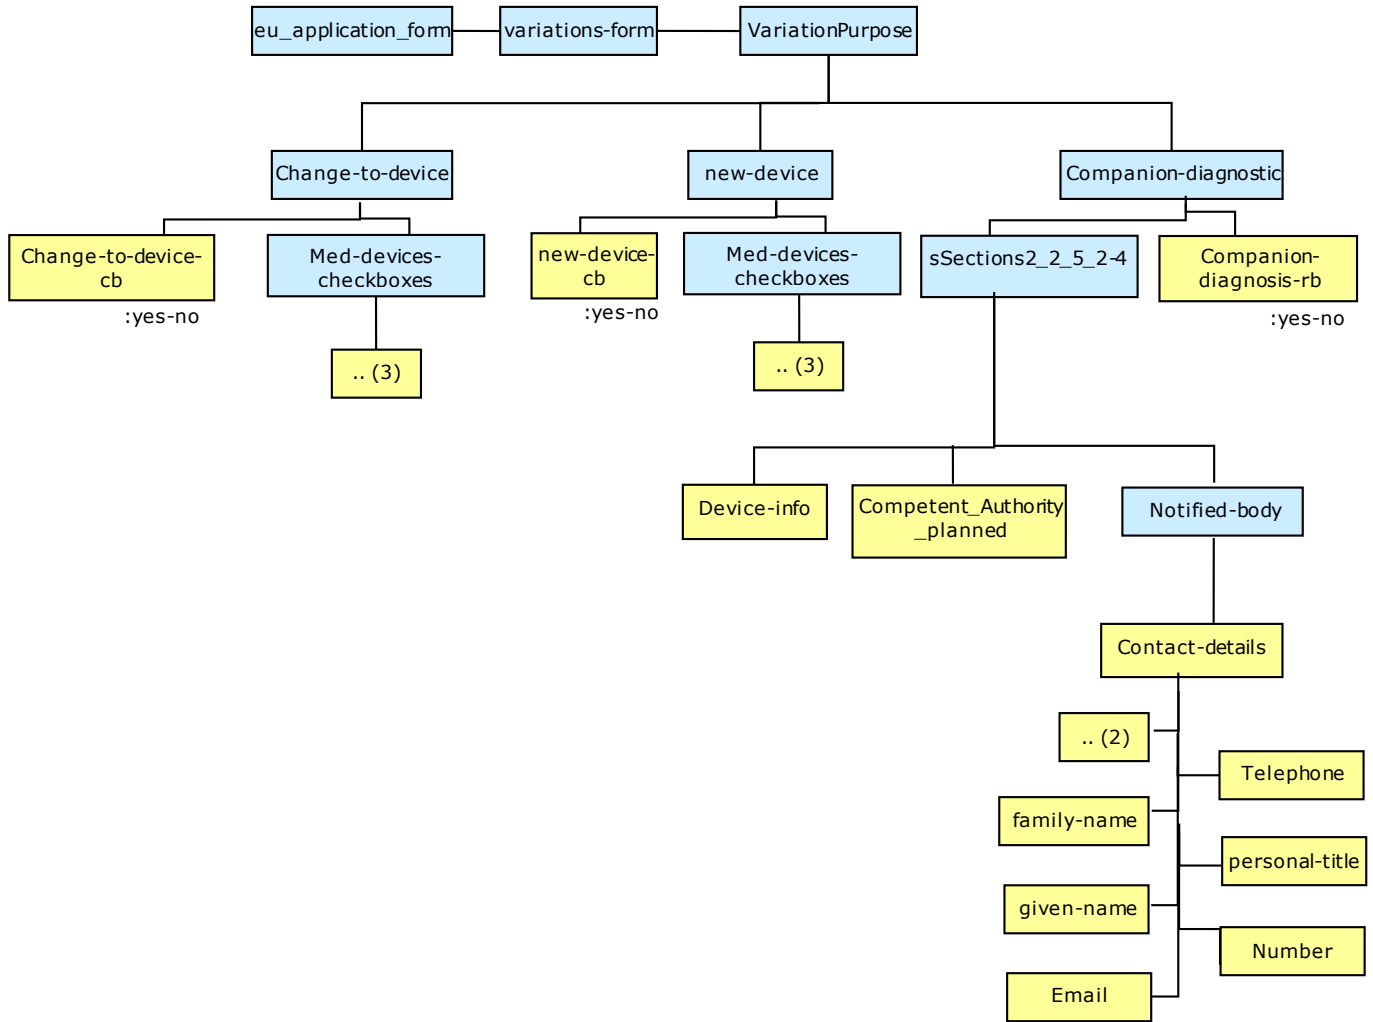 eu_application_form
variations-form
VariationPurpose
Change-to-device
new-device
Companion-diagnostic
Change-to-device-
cb
:yes-no
Med-devices-
checkboxes
.. (3)
new-device-
cb
:yes-no
Med-devices-
checkboxes
.. (3)
sSections2_2_5_2-4
Companion-
diagnosis-rb
:yes-no
Device-info
Competent_Authority
_planned
Notified-body
Contact-details
.. (2)
Telephone
family-name
personal-title
given-name
Number
Email